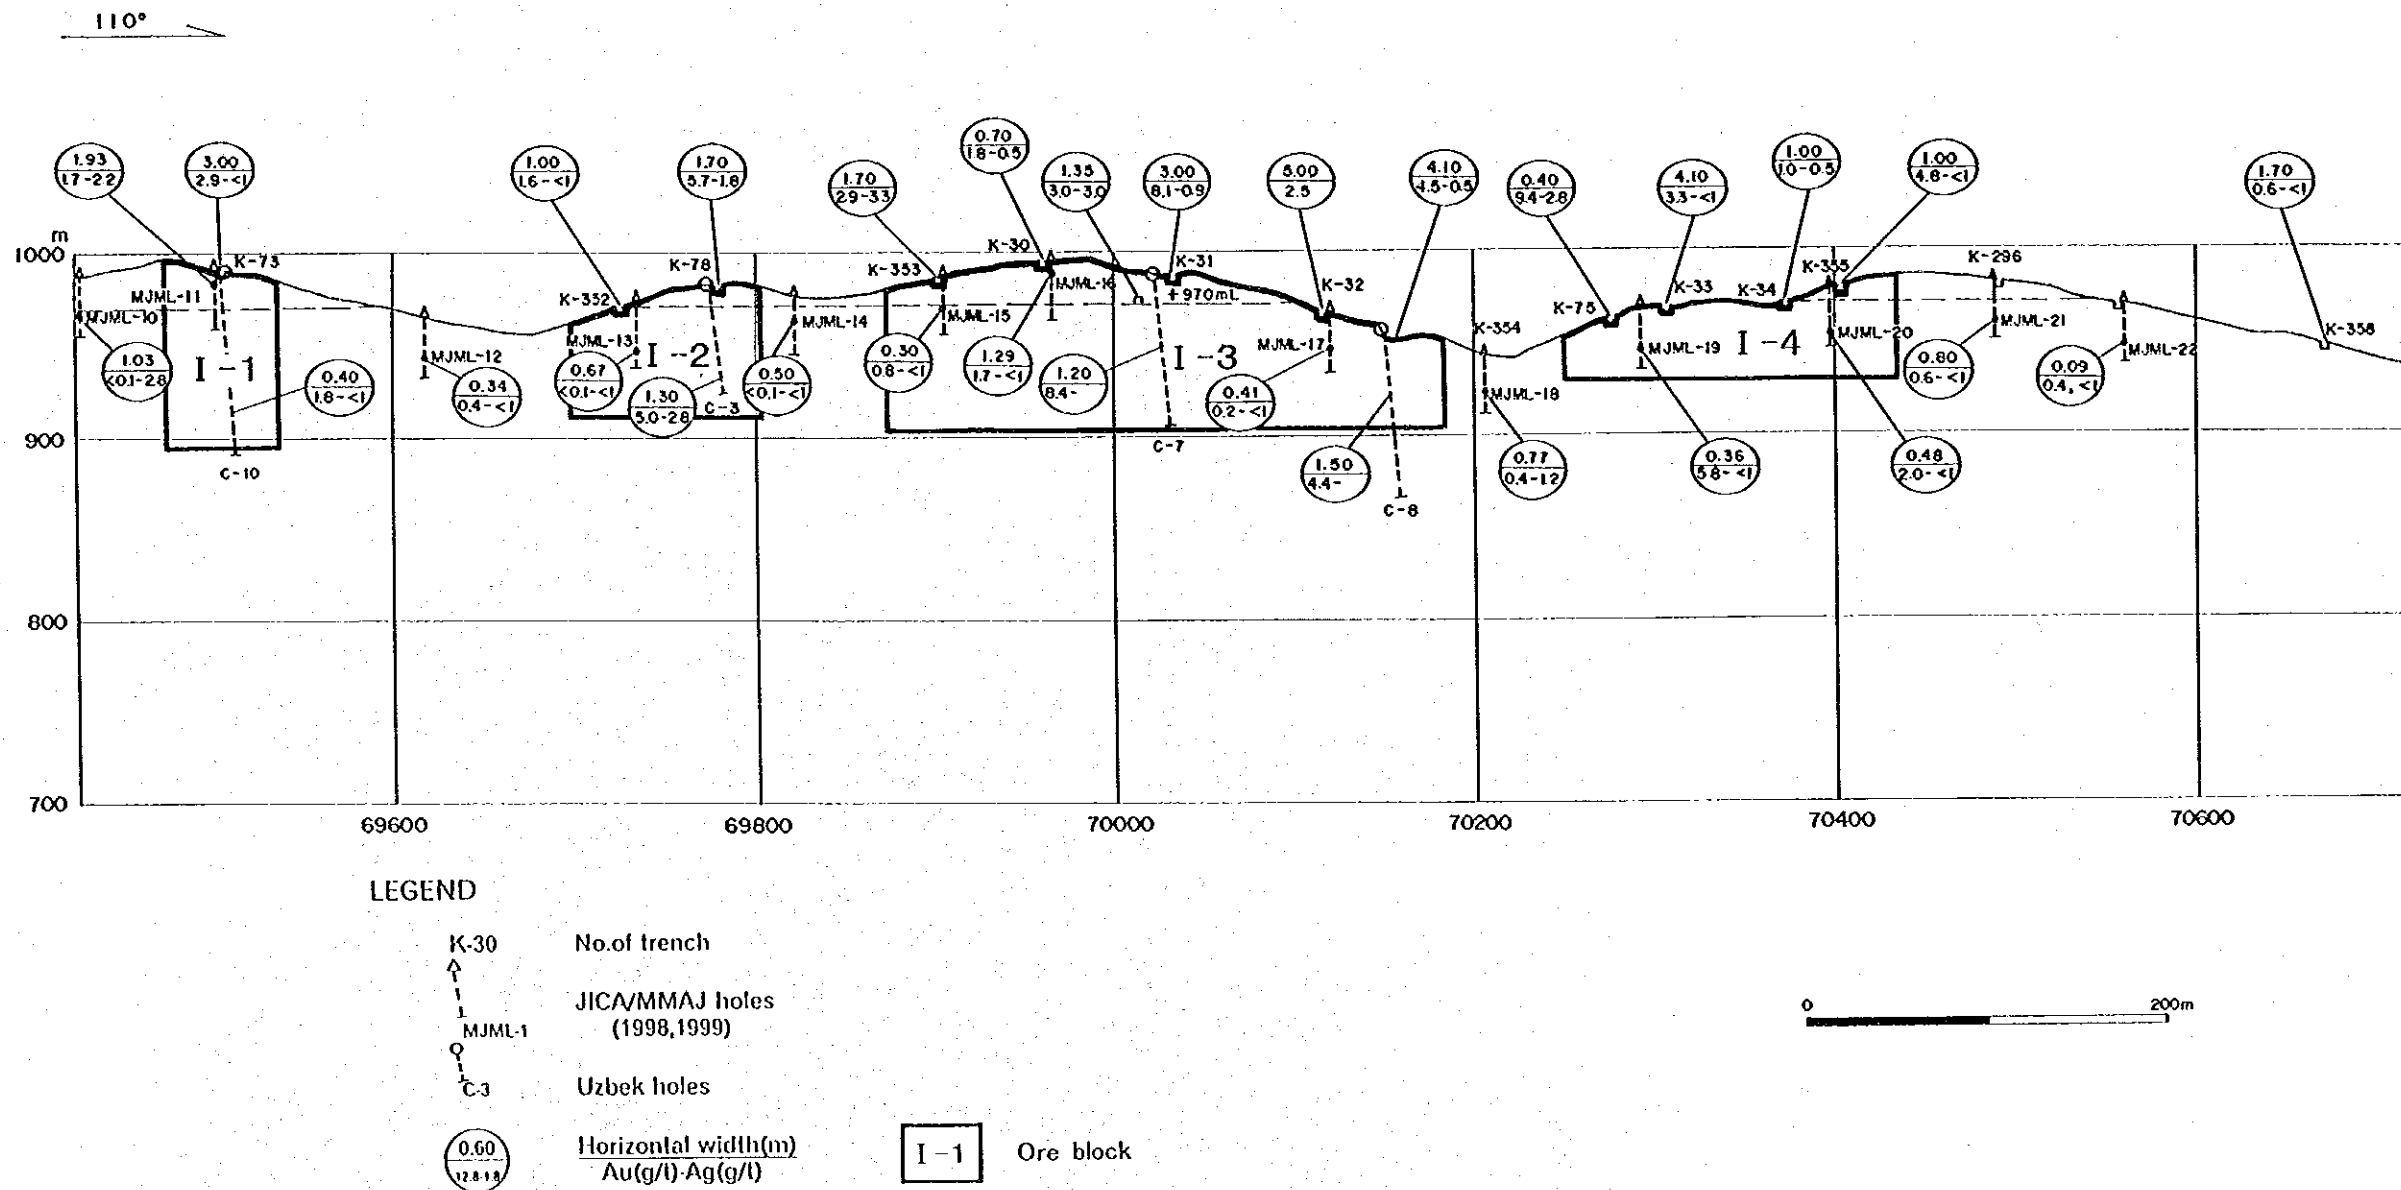 110°
1.93
1.7-2.2
3.00
2.9-<1
1.00
1.6-<1
1.70
5.7-1.8
1.70
2.9-3.3
0.70
1.8-0.5
1.35
3.0-3.0
3.00
8.1-0.9
5.00
2.5
4.10
4.5-0.5
0.40
9.4-2.8
4.10
3.3-<1
1.00
1.0-0.5
1.00
4.8-<1
1.70
0.6-<1
m
1000
K-73
K-352
K-78
K-353
K-30
K-31
+970mL
K-32
K-354
K-75
K-33
K-34
K-355
K-296
K-358
MJML-10
MJML-11
MJML-12
MJML-13
MJML-14
MJML-15
MJML-16
MJML-17
MJML-18
MJML-19
MJML-20
MJML-21
MJML-22
I-1
I-2
I-3
I-4
1.03
<0.1-2.8
0.40
1.8-<1
0.34
0.4-<1
0.67
<0.1-<1
1.30
5.0-2.8
0.50
<0.1-<1
0.30
0.8-<1
1.29
1.7-<1
1.20
8.4-
0.41
0.2-<1
1.50
4.4-
0.77
0.4-1.2
0.36
5.8-<1
0.48
2.0-<1
0.80
0.6-<1
0.09
0.4, <1
C-10
C-3
C-7
C-8
900
800
700
69600
69800
70000
70200
70400
70600
LEGEND
K-30 No.of trench
MJML-1 JICA/MMAJ holes
(1998,1999)
C-3 Uzbek holes
0.60
12.8-1.8
Horizontal width(m)
Au(g/t)-Ag(g/t)
I-1 Ore block
0 200m